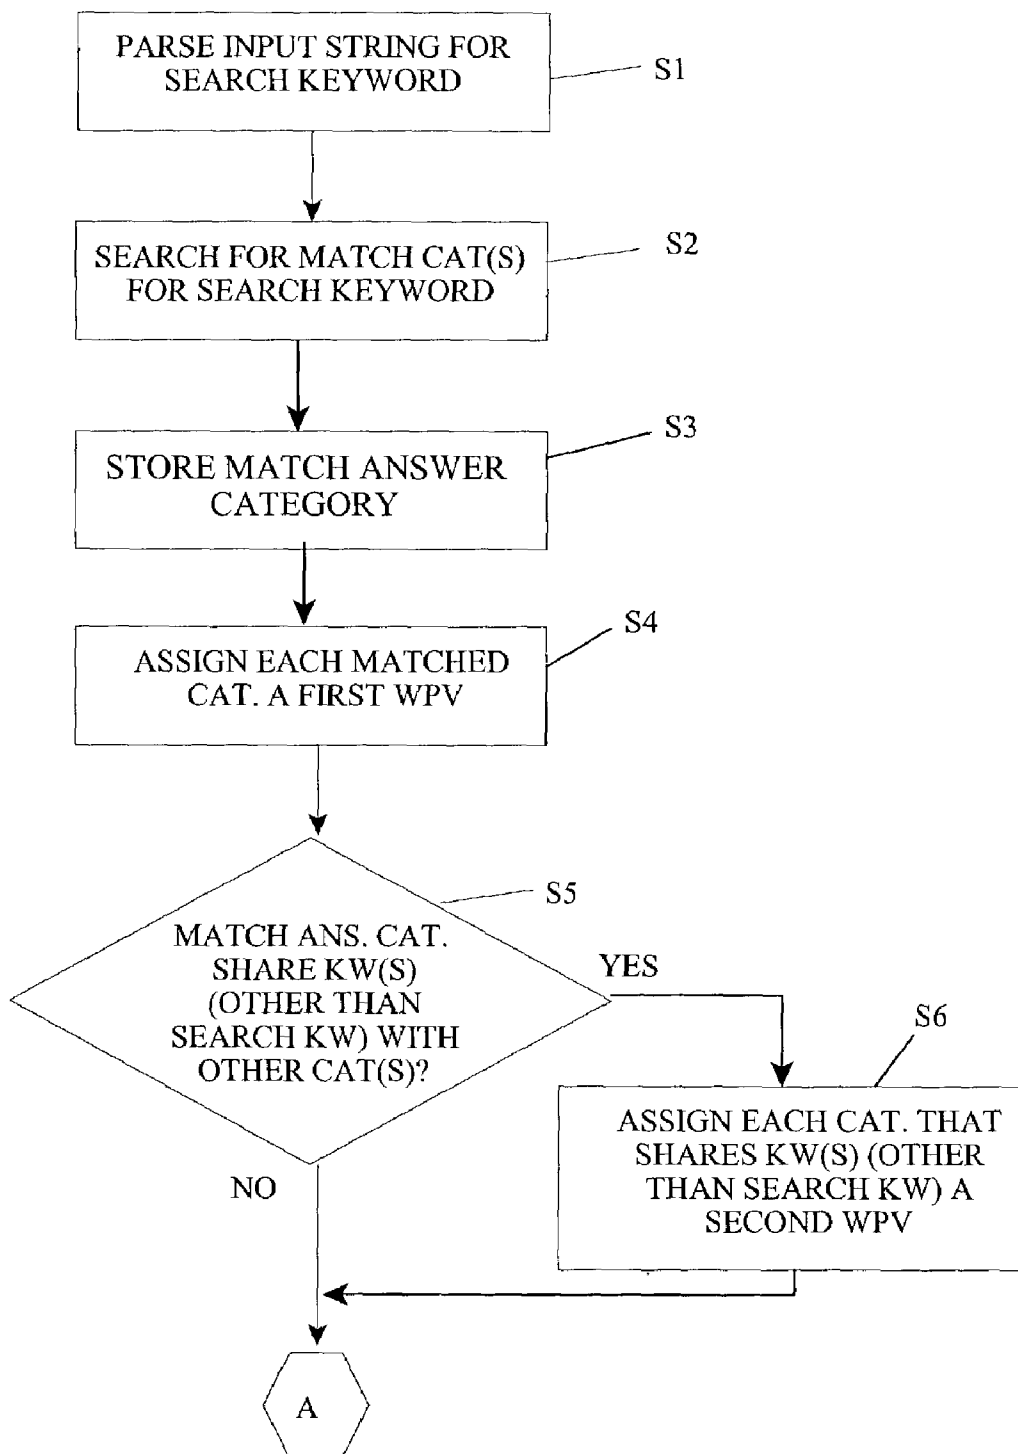 PARSE INPUT STRING FOR
SEARCH KEYWORD
S1
SEARCH FOR MATCH CAT(S)
FOR SEARCH KEYWORD
S2
STORE MATCH ANSWER
CATEGORY
S3
ASSIGN EACH MATCHED
CAT. A FIRST WPV
S4
MATCH ANS. CAT.
SHARE KW(S)
(OTHER THAN
SEARCH KW) WITH
OTHER CAT(S)?
S5
YES
NO
ASSIGN EACH CAT. THAT
SHARES KW(S) (OTHER
THAN SEARCH KW) A
SECOND WPV
S6
A